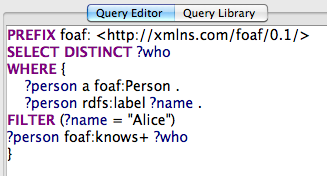 Query Editor Query Library
PREFIX foaf: <http://xmlns.com/foaf/0.1/>
SELECT DISTINCT ?who
WHERE {
?person a foaf:Person .
?person rdfs:label ?name .
FILTER (?name = "Alice")
?person foaf:knows+ ?who
}